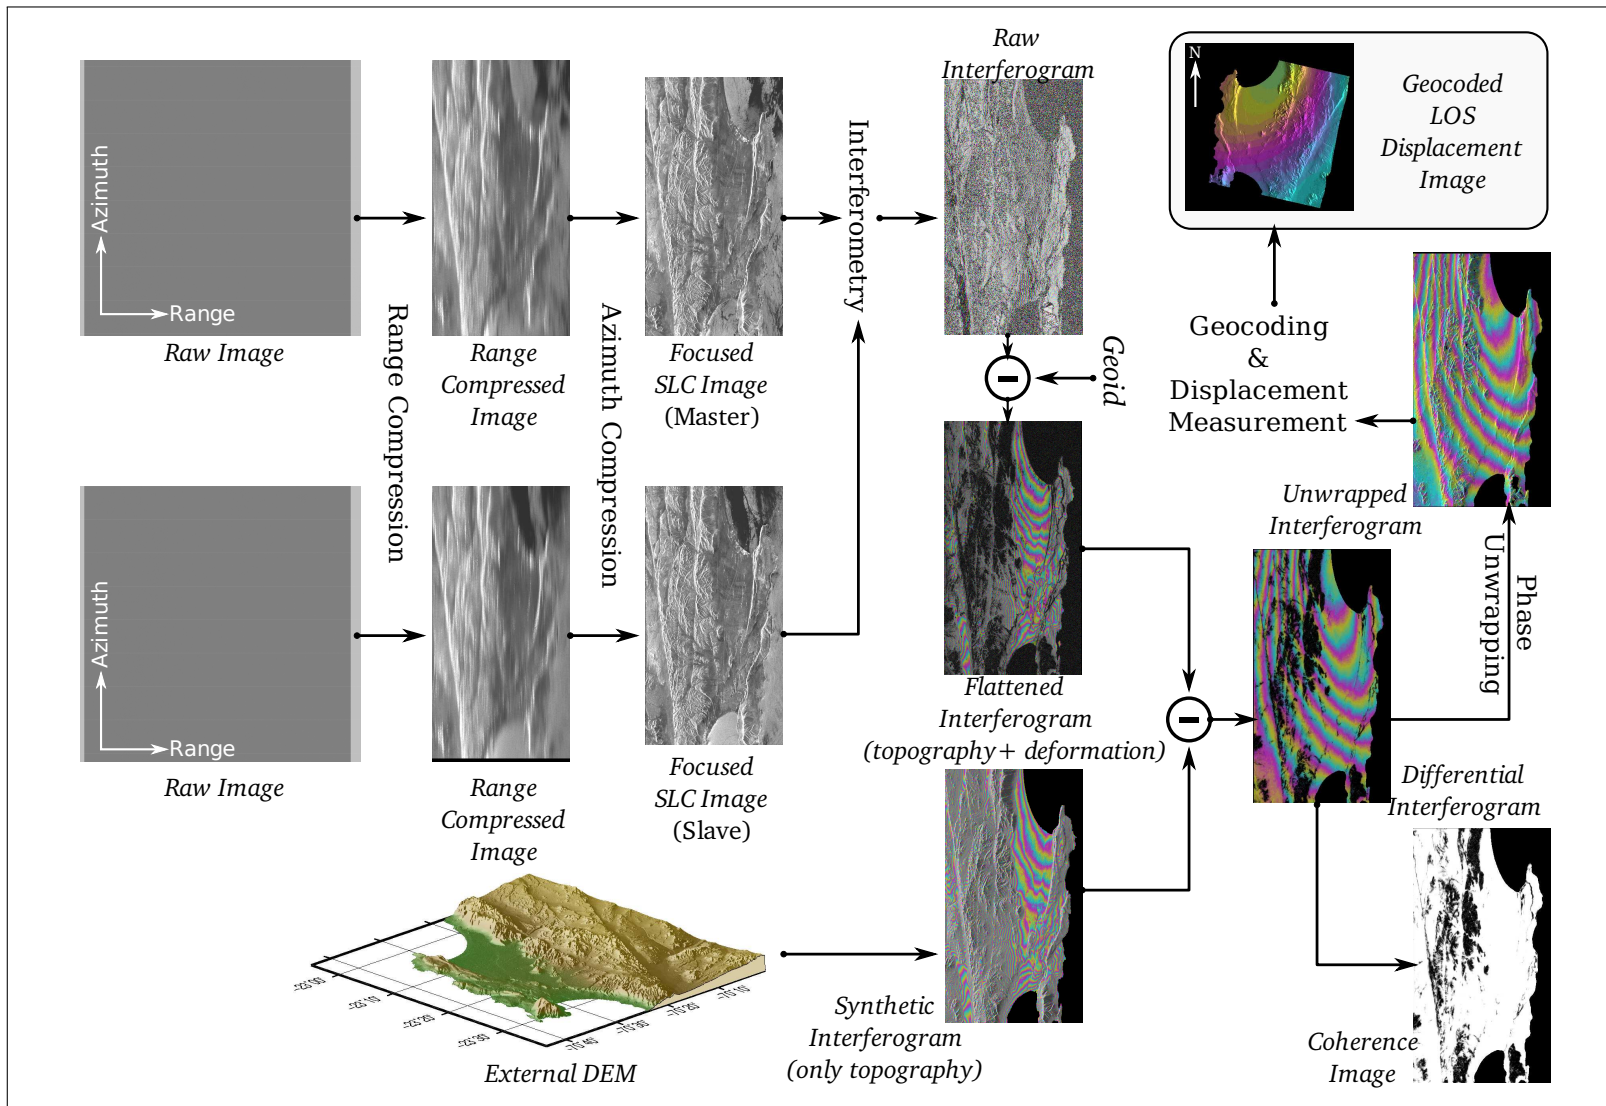 Raw
Interferogram
N
Geocoded
LOS
Displacement
Image
Azimuth
Range
Raw Image
Range Compression
Range
Compressed
Image
Azimuth Compression
Focused
SLC Image
(Master)
Interferometry
Geoid
Geocoding
&
Displacement
Measurement
Unwrapped
Interferogram
Phase
Unwrapping
Azimuth
Range
Raw Image
Range
Compressed
Image
Focused
SLC Image
(Slave)
Flattened
Interferogram
(topography+ deformation)
Differential
Interferogram
External DEM
Synthetic
Interferogram
(only topography)
Coherence
Image